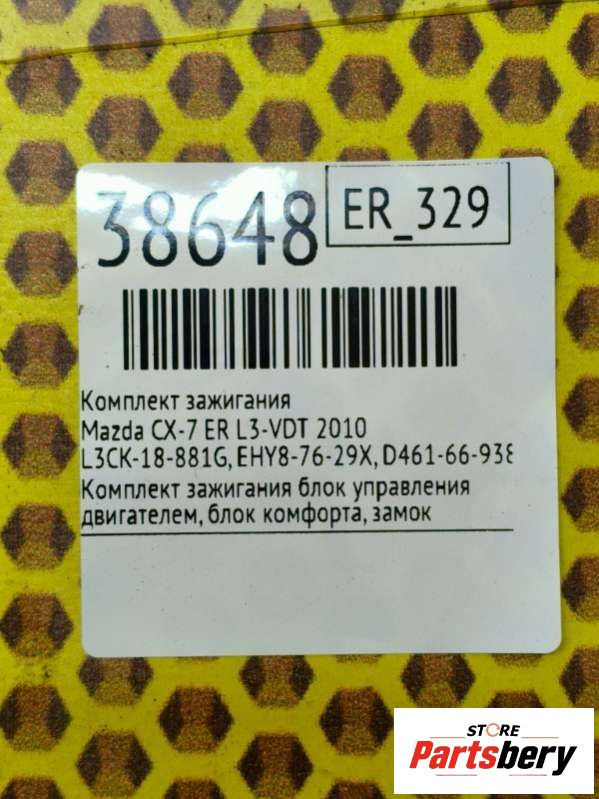 38648
ER_329
Комплект зажигания
Mazda CX-7 ER L3-VDT 2010
L3CK-18-881G, EHY8-76-29X, D461-66-938
Комплект зажигания блок управления
двигателем, блок комфорта, замок
STORE
Partsbery